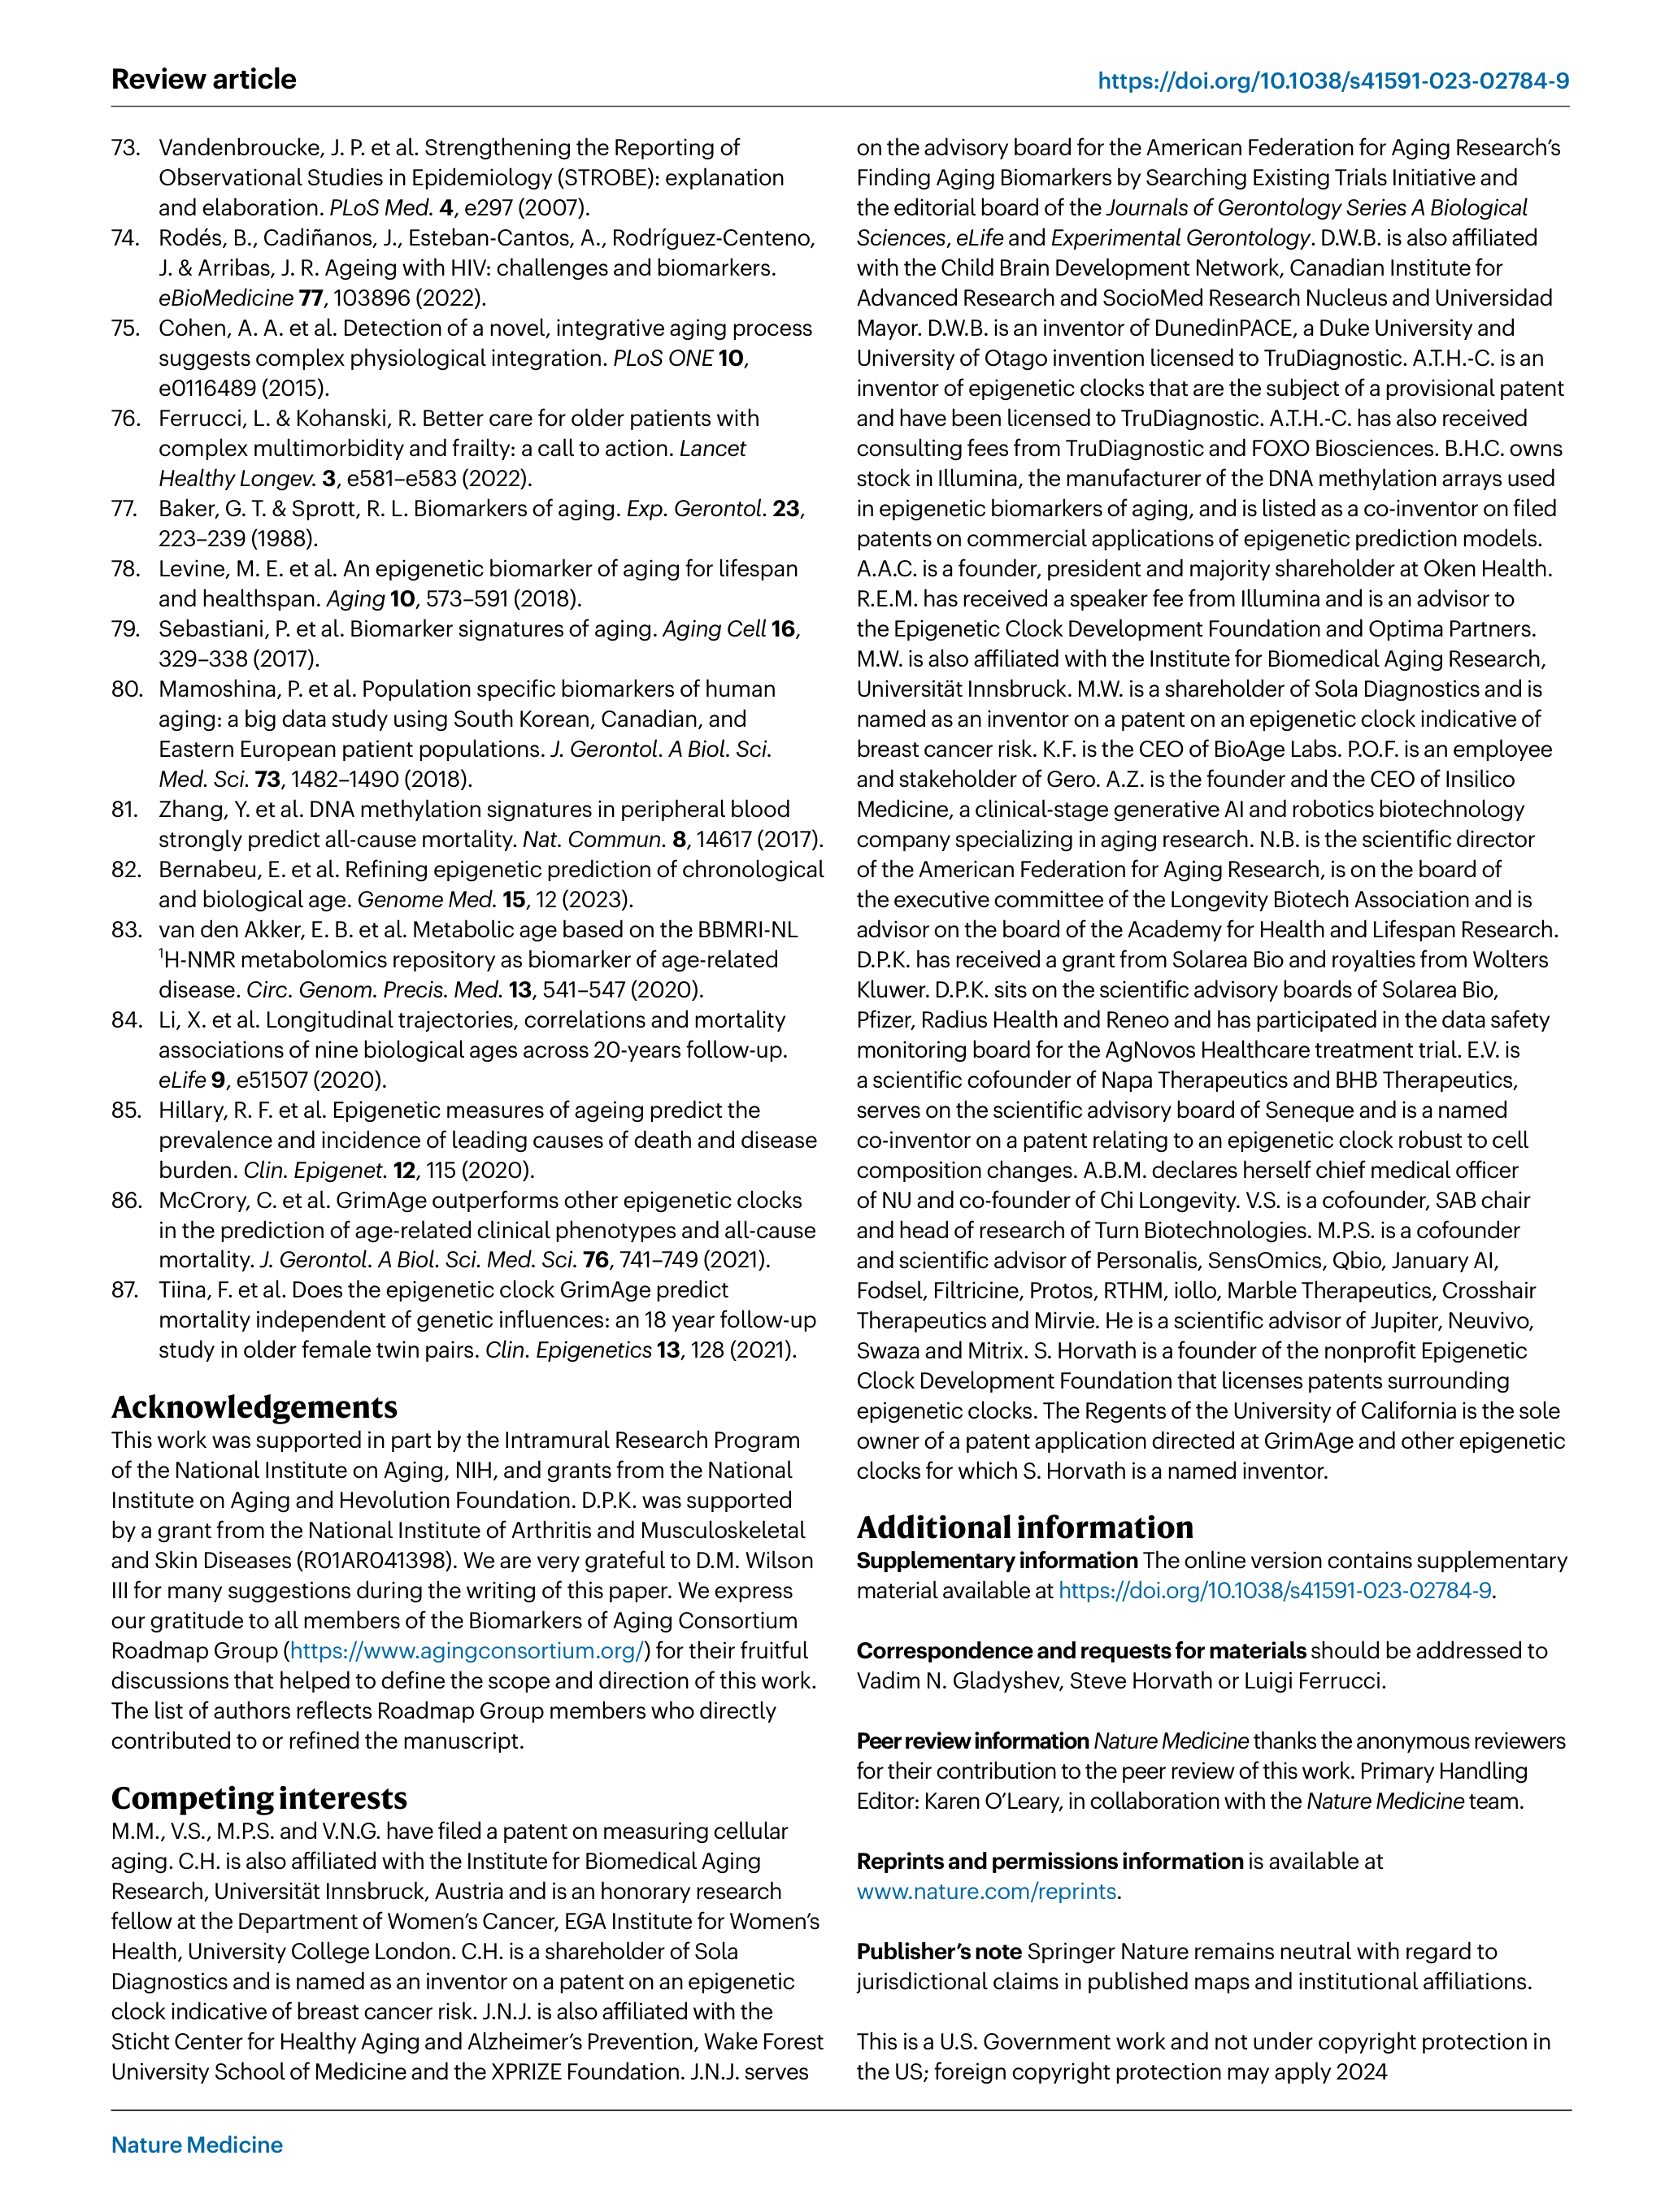 Review article
https://doi.org/10.1038/s41591-023-02784-9
73. Vandenbroucke, J. P. et al. Strengthening the Reporting of
Observational Studies in Epidemiology (STROBE): explanation
and elaboration. PLoS Med. 4, e297 (2007).
74. Rodés, B., Cadiñanos, J., Esteban-Cantos, A., Rodríguez-Centeno,
J. & Arribas, J. R. Ageing with HIV: challenges and biomarkers.
eBioMedicine 77, 103896 (2022).
75. Cohen, A. A. et al. Detection of a novel, integrative aging process
suggests complex physiological integration. PLoS ONE 10,
e0116489 (2015).
76. Ferrucci, L. & Kohanski, R. Better care for older patients with
complex multimorbidity and frailty: a call to action. Lancet
Healthy Longev. 3, e581–e583 (2022).
77. Baker, G. T. & Sprott, R. L. Biomarkers of aging. Exp. Gerontol. 23,
223–239 (1988).
78. Levine, M. E. et al. An epigenetic biomarker of aging for lifespan
and healthspan. Aging 10, 573–591 (2018).
79. Sebastiani, P. et al. Biomarker signatures of aging. Aging Cell 16,
329–338 (2017).
80. Mamoshina, P. et al. Population specific biomarkers of human
aging: a big data study using South Korean, Canadian, and
Eastern European patient populations. J. Gerontol. A Biol. Sci.
Med. Sci. 73, 1482–1490 (2018).
81. Zhang, Y. et al. DNA methylation signatures in peripheral blood
strongly predict all-cause mortality. Nat. Commun. 8, 14617 (2017).
82. Bernabeu, E. et al. Refining epigenetic prediction of chronological
and biological age. Genome Med. 15, 12 (2023).
83. van den Akker, E. B. et al. Metabolic age based on the BBMRI-NL
¹H-NMR metabolomics repository as biomarker of age-related
disease. Circ. Genom. Precis. Med. 13, 541–547 (2020).
84. Li, X. et al. Longitudinal trajectories, correlations and mortality
associations of nine biological ages across 20-years follow-up.
eLife 9, e51507 (2020).
85. Hillary, R. F. et al. Epigenetic measures of ageing predict the
prevalence and incidence of leading causes of death and disease
burden. Clin. Epigenet. 12, 115 (2020).
86. McCrory, C. et al. GrimAge outperforms other epigenetic clocks
in the prediction of age-related clinical phenotypes and all-cause
mortality. J. Gerontol. A Biol. Sci. Med. Sci. 76, 741–749 (2021).
87. Tiina, F. et al. Does the epigenetic clock GrimAge predict
mortality independent of genetic influences: an 18 year follow-up
study in older female twin pairs. Clin. Epigenetics 13, 128 (2021).
Acknowledgements
This work was supported in part by the Intramural Research Program
of the National Institute on Aging, NIH, and grants from the National
Institute on Aging and Hevolution Foundation. D.P.K. was supported
by a grant from the National Institute of Arthritis and Musculoskeletal
and Skin Diseases (R01AR041398). We are very grateful to D.M. Wilson
III for many suggestions during the writing of this paper. We express
our gratitude to all members of the Biomarkers of Aging Consortium
Roadmap Group (https://www.agingconsortium.org/) for their fruitful
discussions that helped to define the scope and direction of this work.
The list of authors reflects Roadmap Group members who directly
contributed to or refined the manuscript.
Competing interests
M.M., V.S., M.P.S. and V.N.G. have filed a patent on measuring cellular
aging. C.H. is also affiliated with the Institute for Biomedical Aging
Research, Universität Innsbruck, Austria and is an honorary research
fellow at the Department of Women’s Cancer, EGA Institute for Women’s
Health, University College London. C.H. is a shareholder of Sola
Diagnostics and is named as an inventor on a patent on an epigenetic
clock indicative of breast cancer risk. J.N.J. is also affiliated with the
Sticht Center for Healthy Aging and Alzheimer’s Prevention, Wake Forest
University School of Medicine and the XPRIZE Foundation. J.N.J. serves
on the advisory board for the American Federation for Aging Research’s
Finding Aging Biomarkers by Searching Existing Trials Initiative and
the editorial board of the Journals of Gerontology Series A Biological
Sciences, eLife and Experimental Gerontology. D.W.B. is also affiliated
with the Child Brain Development Network, Canadian Institute for
Advanced Research and SocioMed Research Nucleus and Universidad
Mayor. D.W.B. is an inventor of DunedinPACE, a Duke University and
University of Otago invention licensed to TruDiagnostic. A.T.H.-C. is an
inventor of epigenetic clocks that are the subject of a provisional patent
and have been licensed to TruDiagnostic. A.T.H.-C. has also received
consulting fees from TruDiagnostic and FOXO Biosciences. B.H.C. owns
stock in Illumina, the manufacturer of the DNA methylation arrays used
in epigenetic biomarkers of aging, and is listed as a co-inventor on filed
patents on commercial applications of epigenetic prediction models.
A.A.C. is a founder, president and majority shareholder at Oken Health.
R.E.M. has received a speaker fee from Illumina and is an advisor to
the Epigenetic Clock Development Foundation and Optima Partners.
M.W. is also affiliated with the Institute for Biomedical Aging Research,
Universität Innsbruck. M.W. is a shareholder of Sola Diagnostics and is
named as an inventor on a patent on an epigenetic clock indicative of
breast cancer risk. K.F. is the CEO of BioAge Labs. P.O.F. is an employee
and stakeholder of Gero. A.Z. is the founder and the CEO of Insilico
Medicine, a clinical-stage generative AI and robotics biotechnology
company specializing in aging research. N.B. is the scientific director
of the American Federation for Aging Research, is on the board of
the executive committee of the Longevity Biotech Association and is
advisor on the board of the Academy for Health and Lifespan Research.
D.P.K. has received a grant from Solarea Bio and royalties from Wolters
Kluwer. D.P.K. sits on the scientific advisory boards of Solarea Bio,
Pfizer, Radius Health and Reneo and has participated in the data safety
monitoring board for the AgNovos Healthcare treatment trial. E.V. is
a scientific cofounder of Napa Therapeutics and BHB Therapeutics,
serves on the scientific advisory board of Seneque and is a named
co-inventor on a patent relating to an epigenetic clock robust to cell
composition changes. A.B.M. declares herself chief medical officer
of NU and co-founder of Chi Longevity. V.S. is a cofounder, SAB chair
and head of research of Turn Biotechnologies. M.P.S. is a cofounder
and scientific advisor of Personalis, SensOmics, Qbio, January AI,
Fodsel, Filtricine, Protos, RTHM, iollo, Marble Therapeutics, Crosshair
Therapeutics and Mirvie. He is a scientific advisor of Jupiter, Neuvivo,
Swaza and Mitrix. S. Horvath is a founder of the nonprofit Epigenetic
Clock Development Foundation that licenses patents surrounding
epigenetic clocks. The Regents of the University of California is the sole
owner of a patent application directed at GrimAge and other epigenetic
clocks for which S. Horvath is a named inventor.
Additional information
Supplementary information The online version contains supplementary
material available at https://doi.org/10.1038/s41591-023-02784-9.
Correspondence and requests for materials should be addressed to
Vadim N. Gladyshev, Steve Horvath or Luigi Ferrucci.
Peer review information Nature Medicine thanks the anonymous reviewers
for their contribution to the peer review of this work. Primary Handling
Editor: Karen O’Leary, in collaboration with the Nature Medicine team.
Reprints and permissions information is available at
www.nature.com/reprints.
Publisher’s note Springer Nature remains neutral with regard to
jurisdictional claims in published maps and institutional affiliations.
This is a U.S. Government work and not under copyright protection in
the US; foreign copyright protection may apply 2024
Nature Medicine